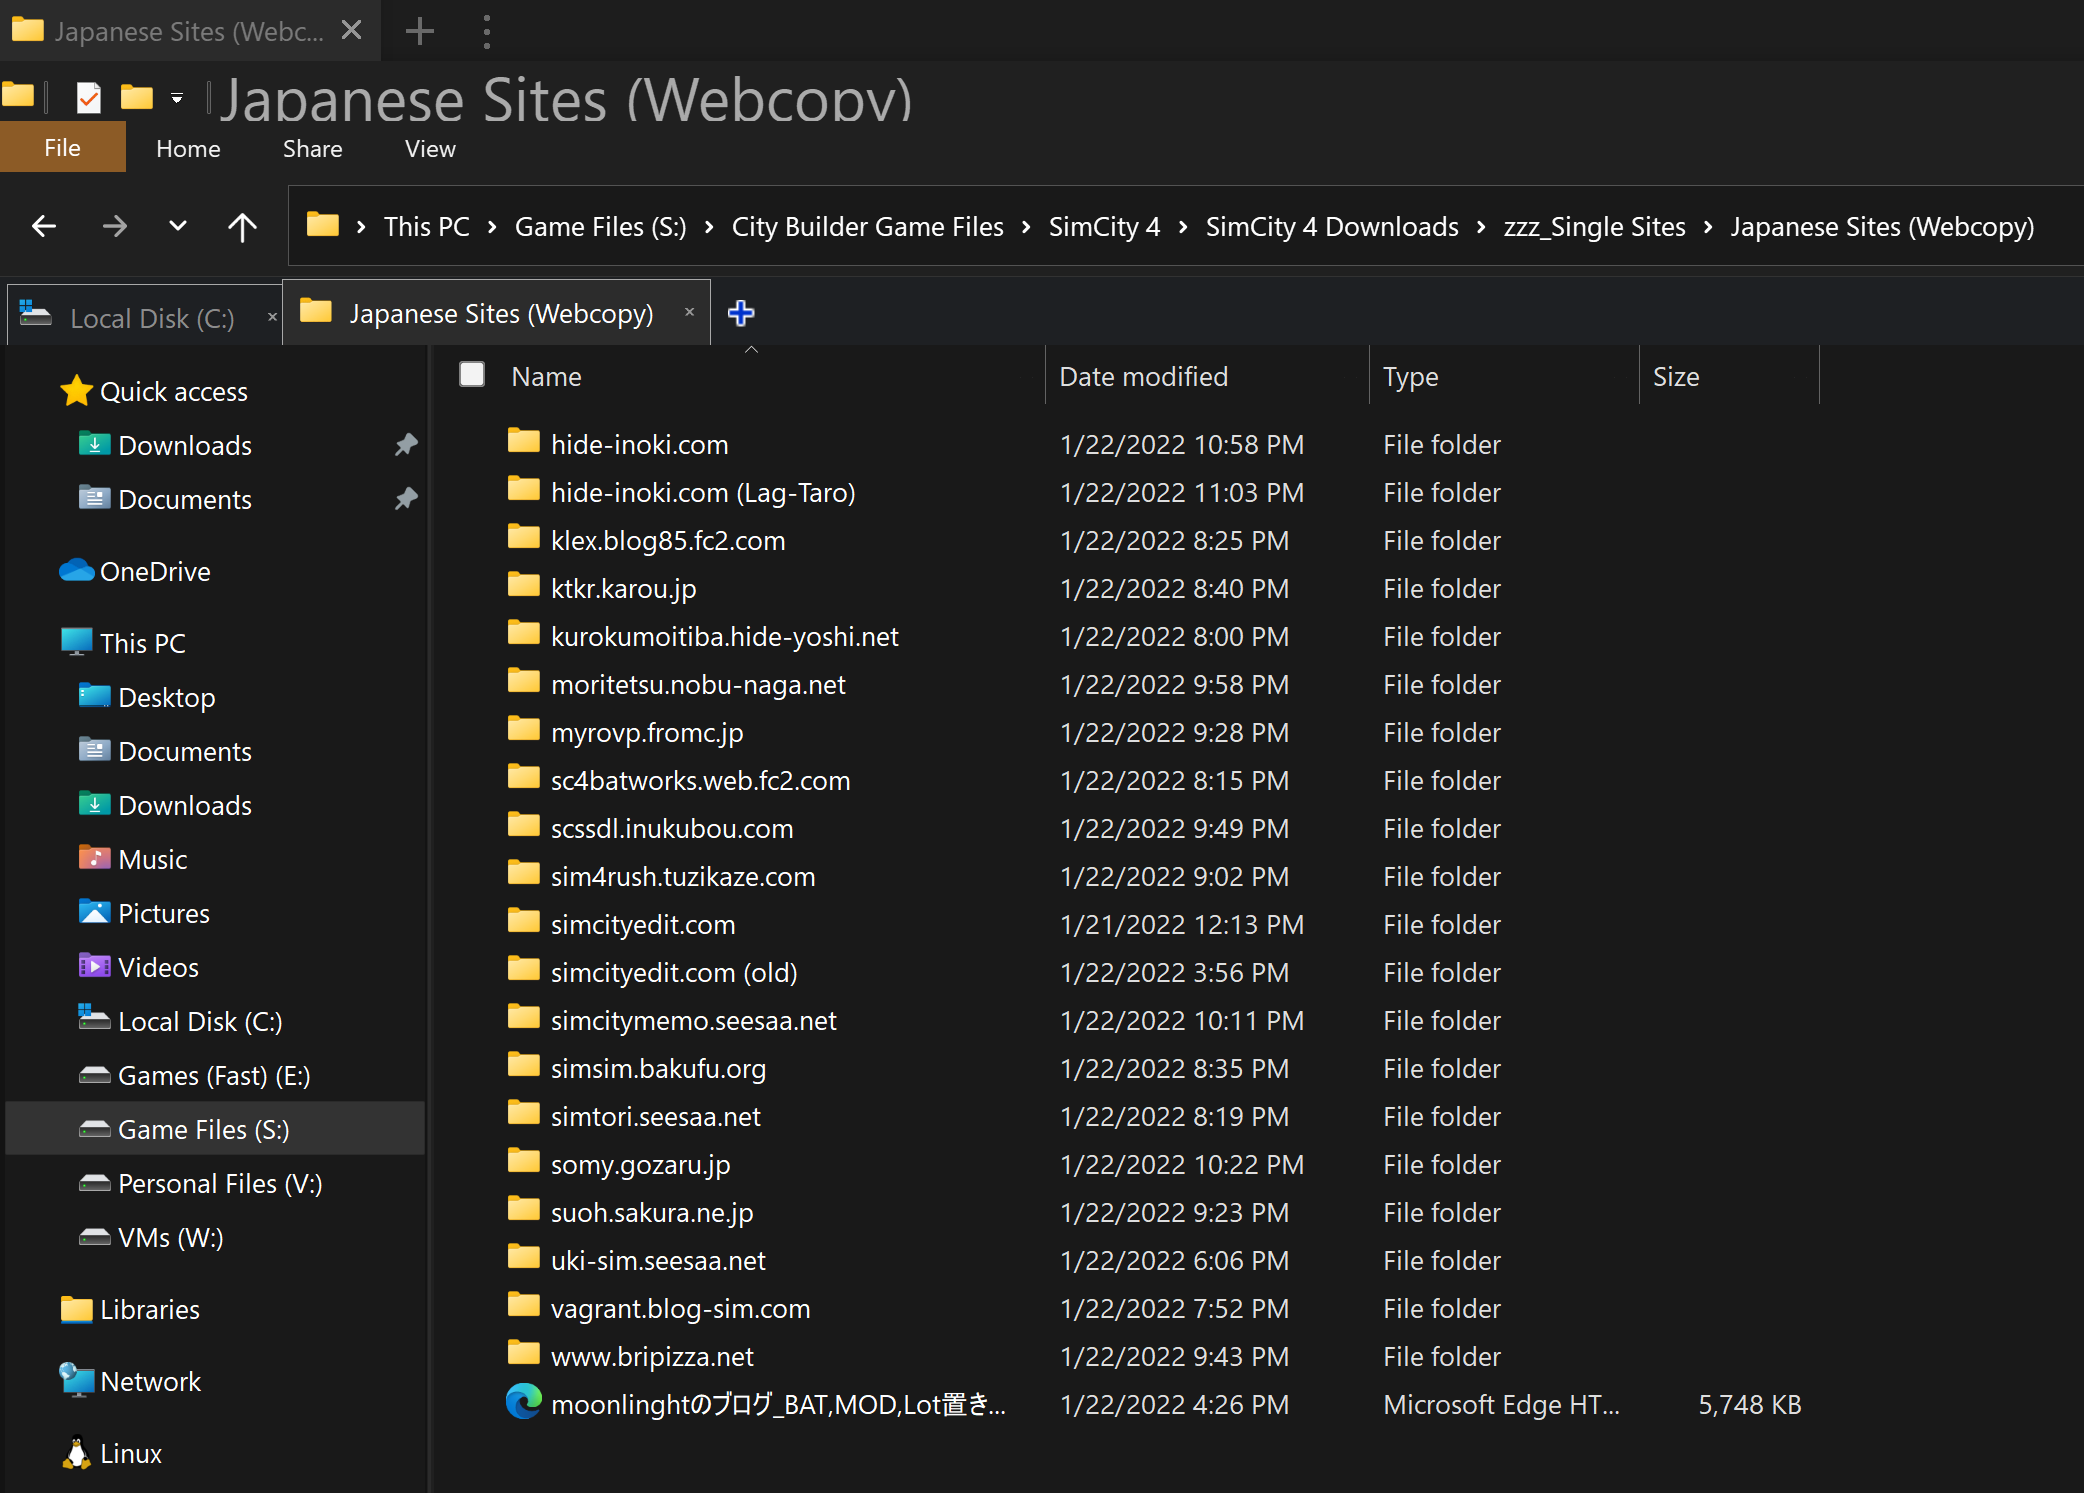 Japanese Sites (Webc...
Japanese Sites (Webcopy)
File Home Share View
This PC Game Files (S:) City Builder Game Files SimCity 4 SimCity 4 Downloads zzz_Single Sites Japanese Sites (Webcopy)
Local Disk (C:) Japanese Sites (Webcopy)
Quick access
Downloads
Documents
OneDrive
This PC
Desktop
Documents
Downloads
Music
Pictures
Videos
Local Disk (C:)
Games (Fast) (E:)
Game Files (S:)
Personal Files (V:)
VMs (W:)
Libraries
Network
Linux
Name Date modified Type Size
hide-inoki.com 1/22/2022 10:58 PM File folder
hide-inoki.com (Lag-Taro) 1/22/2022 11:03 PM File folder
klex.blog85.fc2.com 1/22/2022 8:25 PM File folder
ktkr.karou.jp 1/22/2022 8:40 PM File folder
kurokumoitiba.hide-yoshi.net 1/22/2022 8:00 PM File folder
moritetsu.nobu-naga.net 1/22/2022 9:58 PM File folder
myrovp.fromc.jp 1/22/2022 9:28 PM File folder
sc4batworks.web.fc2.com 1/22/2022 8:15 PM File folder
scssdl.inukubou.com 1/22/2022 9:49 PM File folder
sim4rush.tuzikaze.com 1/22/2022 9:02 PM File folder
simcityedit.com 1/21/2022 12:13 PM File folder
simcityedit.com (old) 1/22/2022 3:56 PM File folder
simcitymemo.seesaa.net 1/22/2022 10:11 PM File folder
simsim.bakufu.org 1/22/2022 8:35 PM File folder
simtori.seesaa.net 1/22/2022 8:19 PM File folder
somy.gozaru.jp 1/22/2022 10:22 PM File folder
suoh.sakura.ne.jp 1/22/2022 9:23 PM File folder
uki-sim.seesaa.net 1/22/2022 6:06 PM File folder
vagrant.blog-sim.com 1/22/2022 7:52 PM File folder
www.bripizza.net 1/22/2022 9:43 PM File folder
moonlinghtのブログ_BAT,MOD,Lot置き... 1/22/2022 4:26 PM Microsoft Edge HT... 5,748 KB